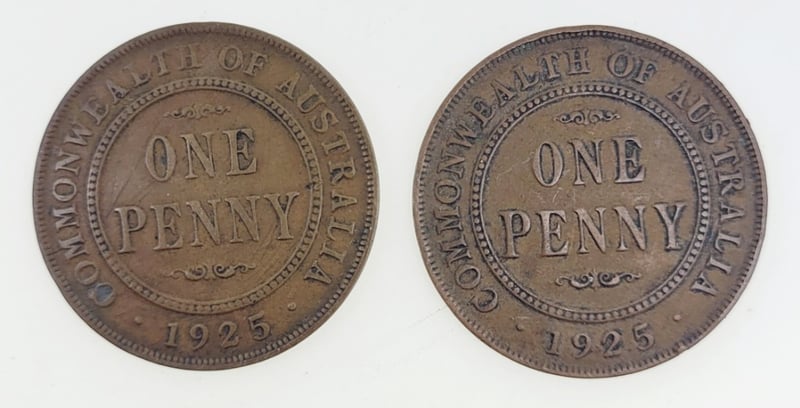 COMMONWEALTH OF AUSTRALIA
ONE
PENNY
· 1925 ·
COMMONWEALTH OF AUSTRALIA
ONE
PENNY
· 1925 ·